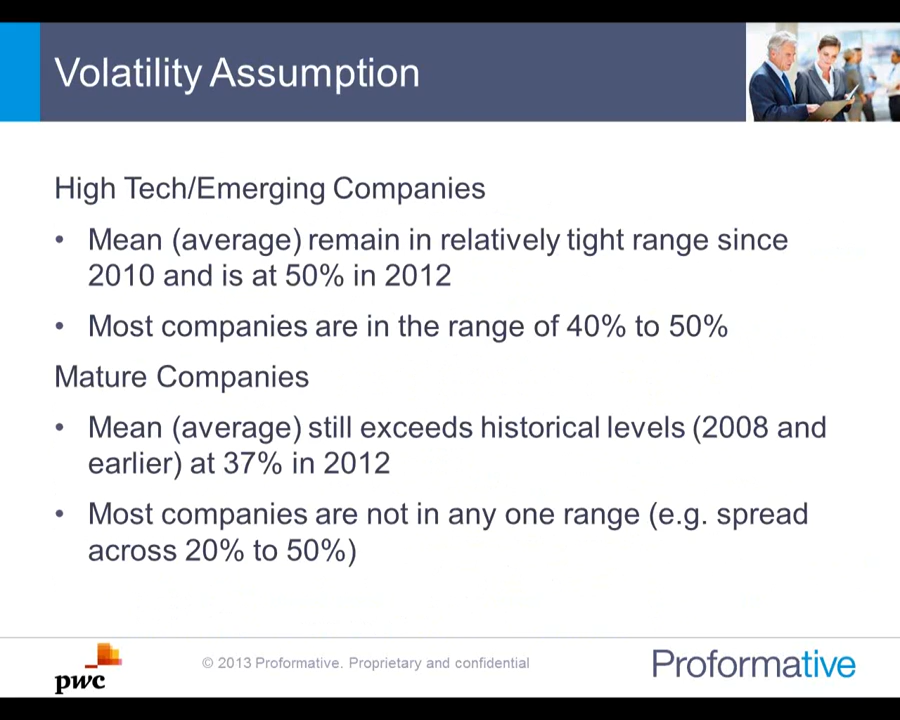 Volatility Assumption
High Tech/Emerging Companies
• Mean (average) remain in relatively tight range since
2010 and is at 50% in 2012
• Most companies are in the range of 40% to 50%
Mature Companies
• Mean (average) still exceeds historical levels (2008 and
earlier) at 37% in 2012
• Most companies are not in any one range (e.g. spread
across 20% to 50%)
pwc
© 2013 Proformative. Proprietary and confidential
Proformative